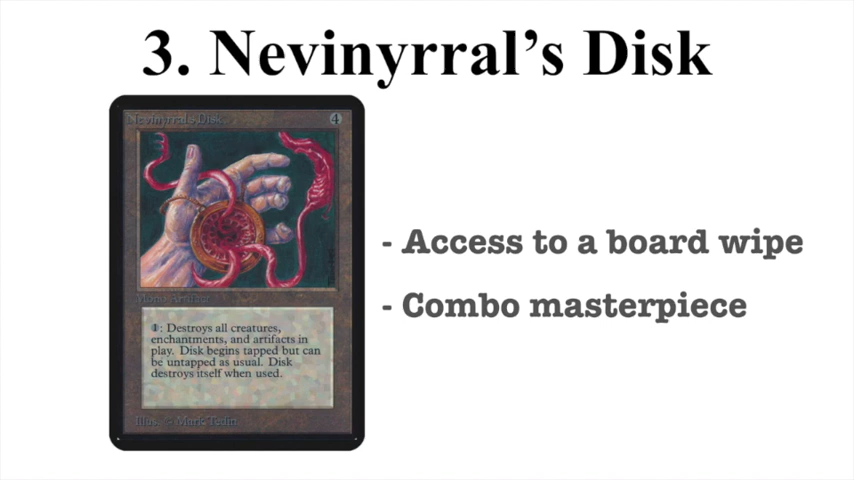 3. Nevinyrral's Disk
Nevinyrral's Disk 4
- Access to a board wipe
- Combo masterpiece
Mono Artifact
1: Destroys all creatures,
enchantments, and artifacts in
play. Disk begins tapped but can
be untapped as usual. Disk
destroys itself when used.
Illus. © Mark Tedin